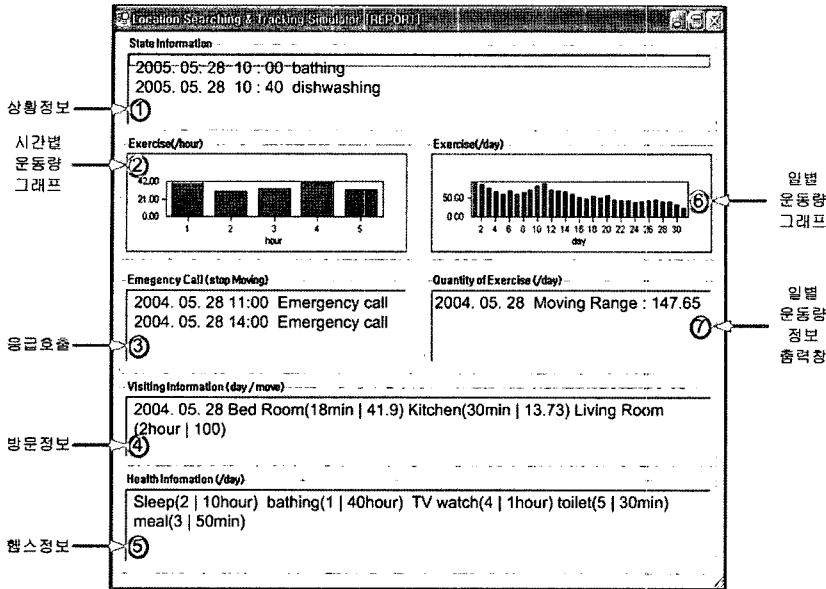 Location Searching & Tracking Simulator [REPORT]
State Information
2005. 05. 28 10 : 00 bathing
2005. 05. 28 10 : 40 dishwashing
①
상황정보
시간별
운동량
그래프
Exercise(/hour)
②
42.00
21.00
0.00
1 2 3 4 5
hour
Exercise(/day)
50.00
0.00
2 4 6 8 10 12 14 16 18 20 22 24 26 28 30
day
⑥
일별
운동량
그래프
Emegency Call (stop Moving)
2004. 05. 28 11:00 Emergency call
2004. 05. 28 14:00 Emergency call
③
응급호출
Quantity of Exercise (/day)
2004. 05. 28 Moving Range : 147.65
⑦
일별
운동량
정보
출력창
Visiting Information (day / move)
2004. 05. 28 Bed Room(18min | 41.9) Kitchen(30min | 13.73) Living Room
(2hour | 100)
④
방문정보
Health Infomation (/day)
Sleep(2 | 10hour) bathing(1 | 40hour) TV watch(4 | 1hour) toilet(5 | 30min)
meal(3 | 50min)
⑤
헬스정보